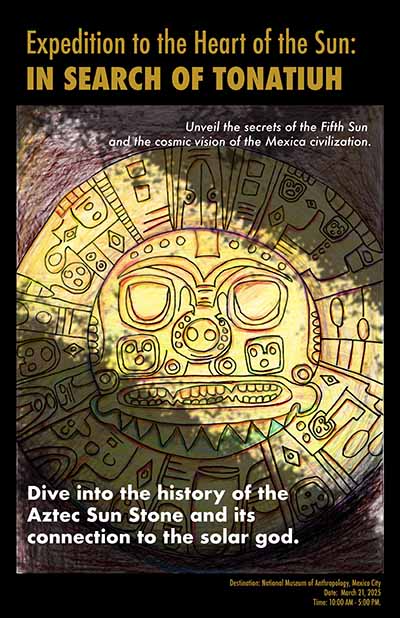 Expedition to the Heart of the Sun:
IN SEARCH OF TONATIUH
Unveil the secrets of the Fifth Sun
and the cosmic vision of the Mexica civilization.
Dive into the history of the
Aztec Sun Stone and its
connection to the solar god.
Destination: National Museum of Anthropology, Mexico City
Date: March 21, 2025
Time: 10:00 AM - 5:00 PM.